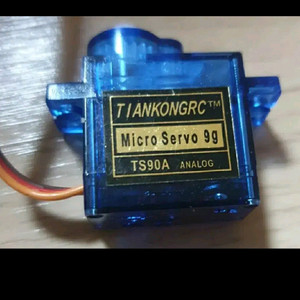 TIANKONGRC™
Micro Servo 9g
TS90A ANALOG